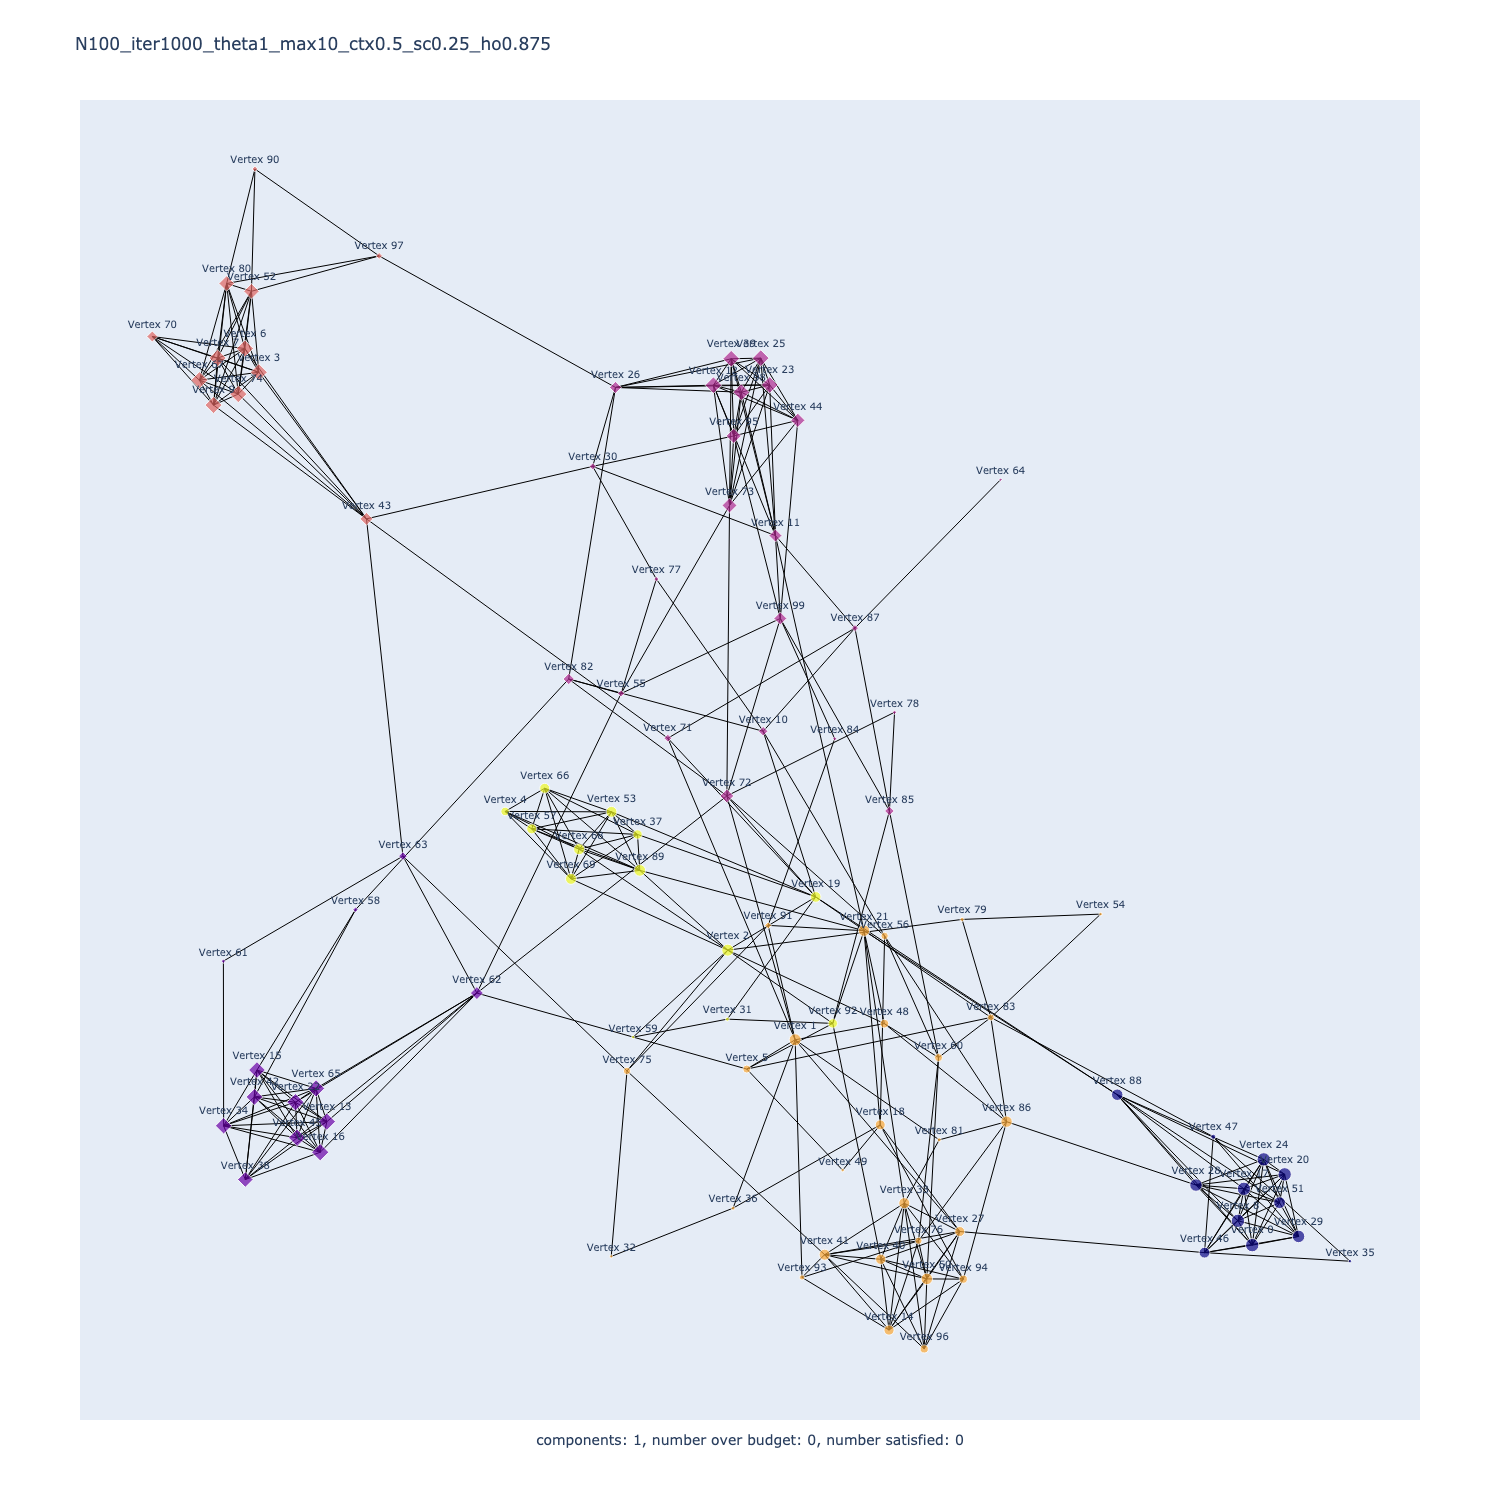 N100_iter1000_theta1_max10_ctx0.5_sc0.25_ho0.875
Vertex 90
Vertex 97
Vertex 80
Vertex 52
Vertex 70
Vertex 6
Vertex 3
Vertex 25
Vertex 23
Vertex 26
Vertex 44
Vertex 95
Vertex 30
Vertex 64
Vertex 73
Vertex 43
Vertex 11
Vertex 77
Vertex 99
Vertex 87
Vertex 82
Vertex 55
Vertex 78
Vertex 10
Vertex 71
Vertex 84
Vertex 66
Vertex 72
Vertex 4
Vertex 53
Vertex 85
Vertex 57
Vertex 37
Vertex 68
Vertex 63
Vertex 69
Vertex 89
Vertex 19
Vertex 58
Vertex 54
Vertex 79
Vertex 21
Vertex 56
Vertex 91
Vertex 2
Vertex 61
Vertex 62
Vertex 31
Vertex 92
Vertex 48
Vertex 83
Vertex 59
Vertex 1
Vertex 60
Vertex 15
Vertex 75
Vertex 5
Vertex 65
Vertex 88
Vertex 34
Vertex 13
Vertex 18
Vertex 86
Vertex 47
Vertex 16
Vertex 81
Vertex 24
Vertex 20
Vertex 38
Vertex 49
Vertex 51
Vertex 36
Vertex 27
Vertex 29
Vertex 76
Vertex 0
Vertex 46
Vertex 32
Vertex 41
Vertex 35
Vertex 93
Vertex 94
Vertex 14
Vertex 96
components: 1, number over budget: 0, number satisfied: 0